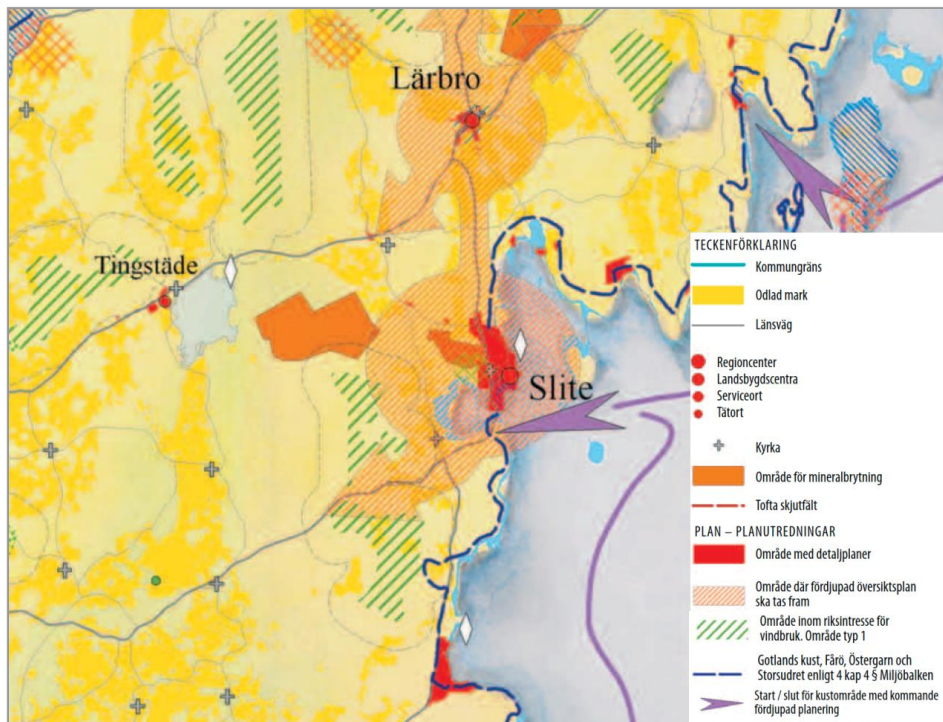 Lärbro
Tingstäde
Slite
TECKENFÖRKLARING
Kommungräns
Odlad mark
Länsväg
Regioncenter
Landsbygdscentra
Serviceort
Tätort
Kyrka
Område för mineralbrytning
Tofta skjutfält
PLAN – PLANUTREDNINGAR
Område med detaljplaner
Område där fördjupad översiktsplan
ska tas fram
Område inom riksintresse för
vindbruk. Område typ 1
Gotlands kust, Fårö, Östergarn och
Storsudret enligt 4 kap 4 § Miljöbalken
Start / slut för kustområde med kommande
fördjupad planering